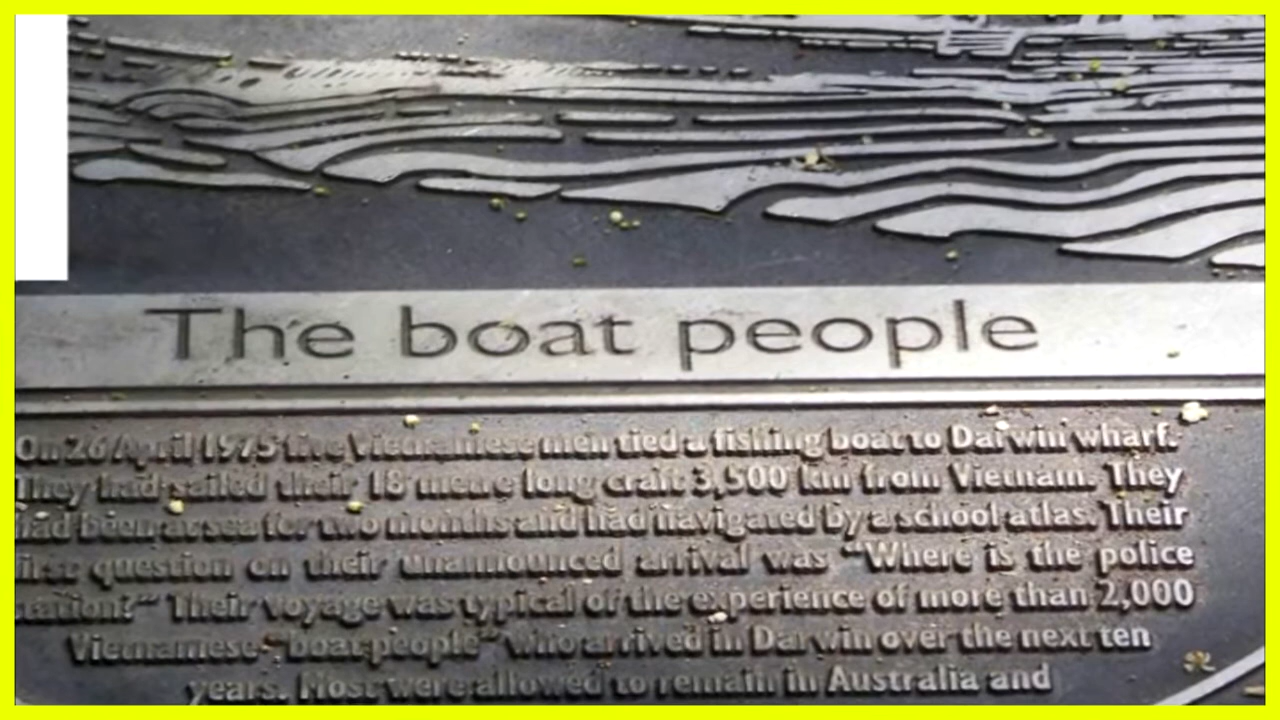 The boat people
On 26 April 1975 five Vietnamese men tied a fishing boat to Darwin wharf.
They had sailed their 18 metre long craft 3,500 km from Vietnam. They
had been at sea for two months and had navigated by a school atlas. Their
first question on their unannounced arrival was “Where is the police
station?” Their voyage was typical of the experience of more than 2,000
Vietnamese “boat people” who arrived in Darwin over the next ten
years. Most were allowed to remain in Australia and